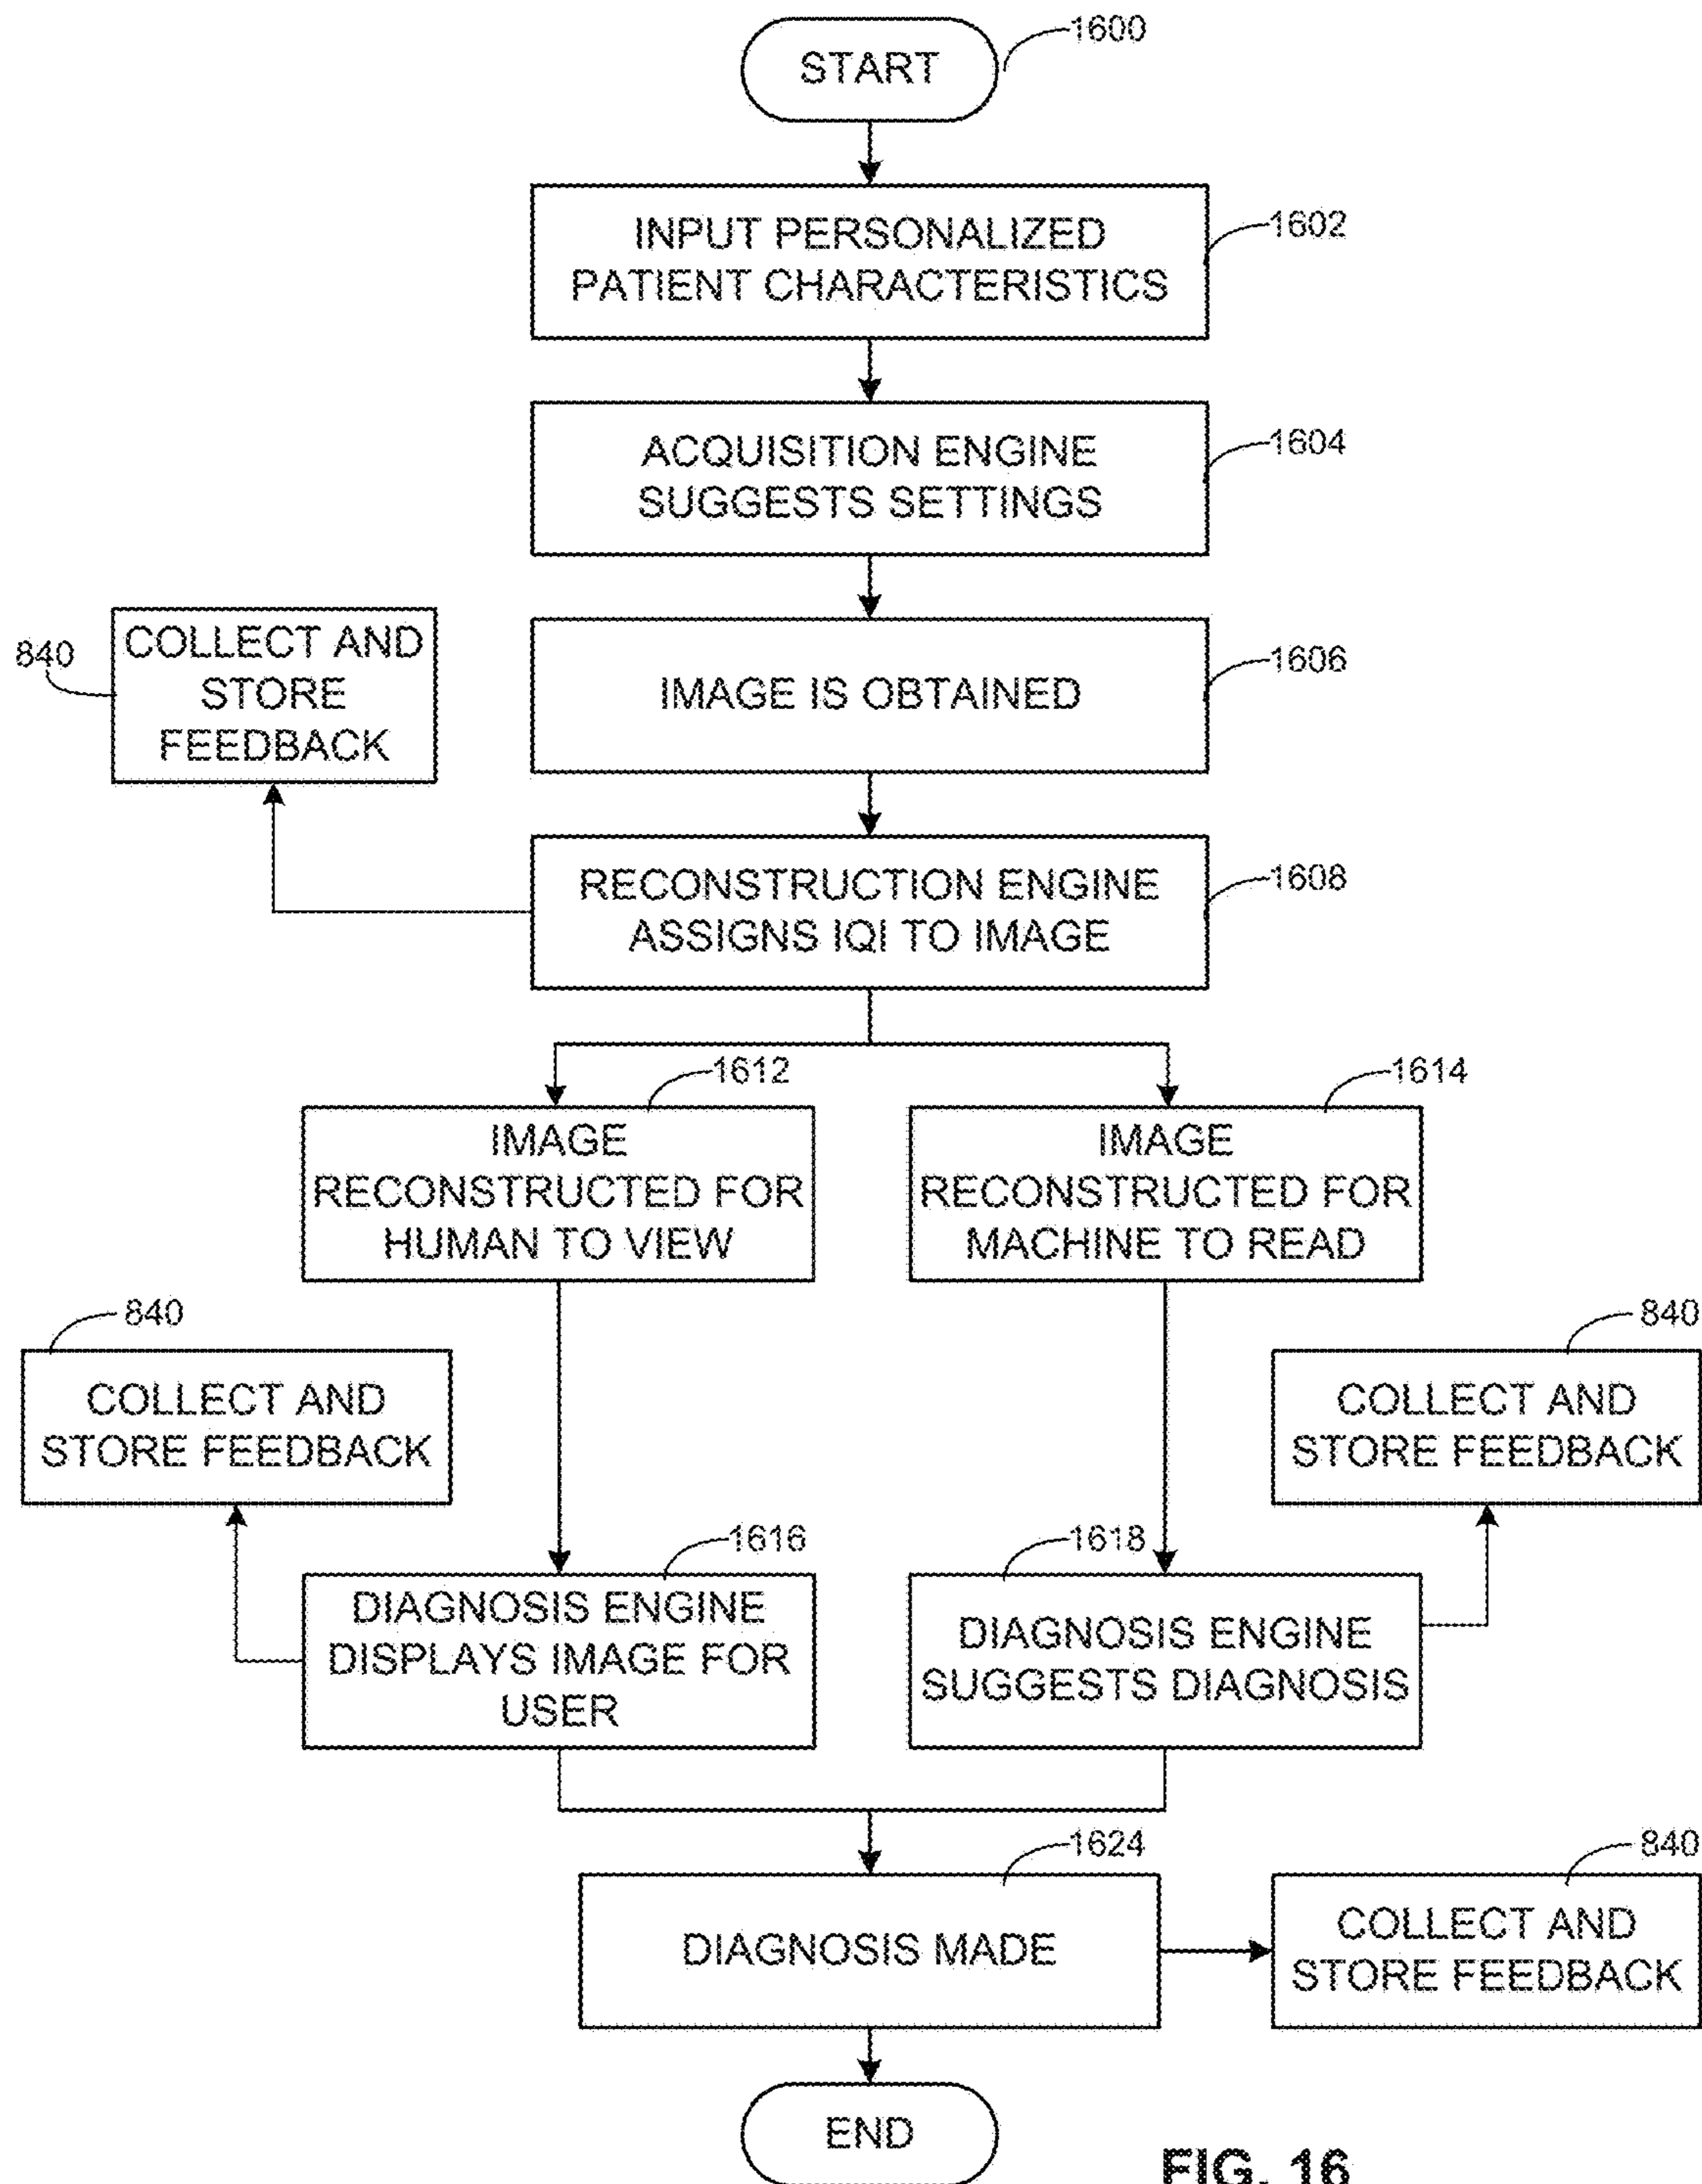 START
1600
INPUT PERSONALIZED
PATIENT CHARACTERISTICS
1602
ACQUISITION ENGINE
SUGGESTS SETTINGS
1604
COLLECT AND
STORE
FEEDBACK
840
IMAGE IS OBTAINED
1606
RECONSTRUCTION ENGINE
ASSIGNS IQI TO IMAGE
1608
1612
IMAGE
RECONSTRUCTED FOR
HUMAN TO VIEW
1614
IMAGE
RECONSTRUCTED FOR
MACHINE TO READ
840
COLLECT AND
STORE FEEDBACK
840
COLLECT AND
STORE FEEDBACK
1616
DIAGNOSIS ENGINE
DISPLAYS IMAGE FOR
USER
1618
DIAGNOSIS ENGINE
SUGGESTS DIAGNOSIS
1624
DIAGNOSIS MADE
840
COLLECT AND
STORE FEEDBACK
END
FIG. 16